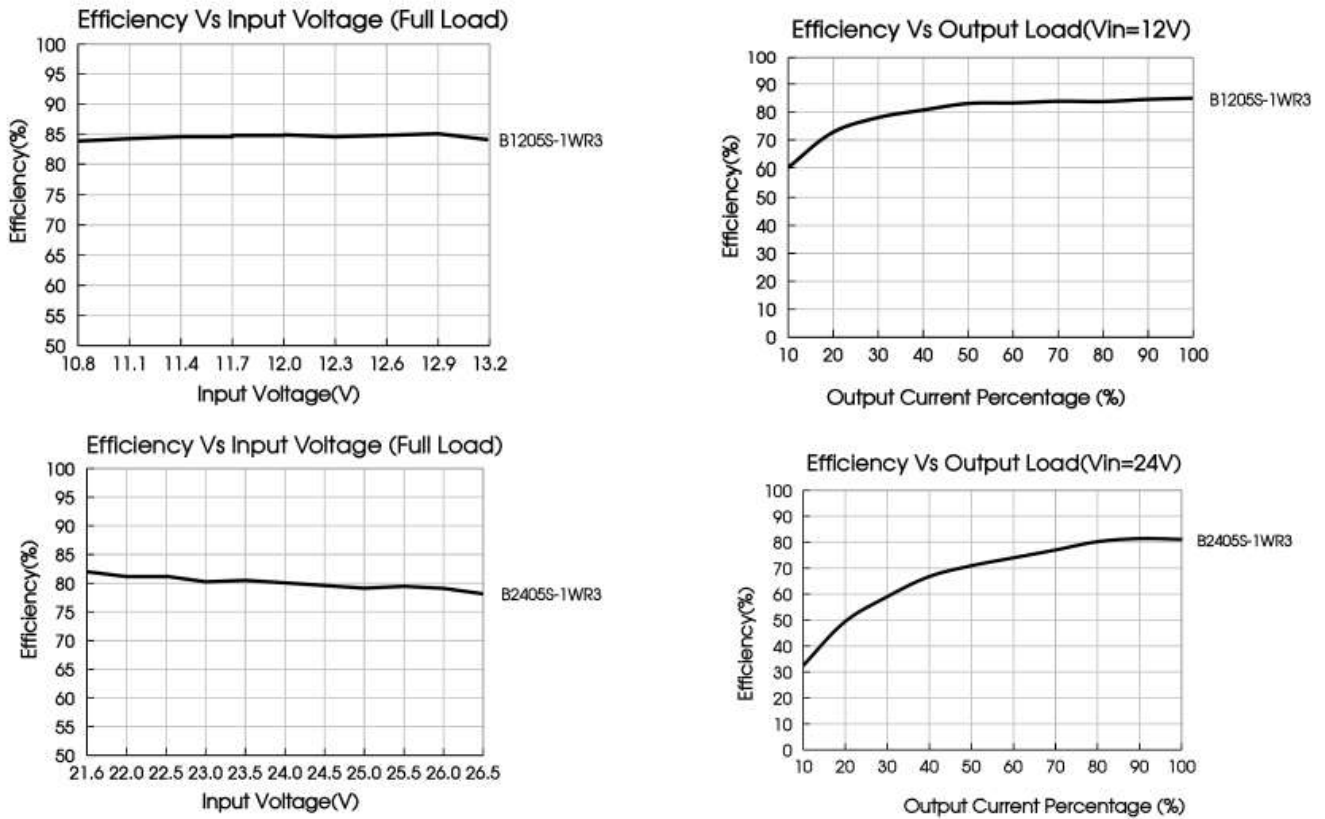 Efficiency Vs Input Voltage (Full Load)
100
95
90
85
80
75
70
65
60
55
50
Efficiency(%)
10.8 11.1 11.4 11.7 12.0 12.3 12.6 12.9 13.2
Input Voltage(V)
B1205S-1WR3
Efficiency Vs Output Load(Vin=12V)
100
90
80
70
60
50
40
30
20
10
0
Efficiency(%)
10 20 30 40 50 60 70 80 90 100
Output Current Percentage (%)
B1205S-1WR3
Efficiency Vs Input Voltage (Full Load)
100
95
90
85
80
75
70
65
60
55
50
Efficiency(%)
21.6 22.0 22.5 23.0 23.5 24.0 24.5 25.0 25.5 26.0 26.5
Input Voltage(V)
B2405S-1WR3
Efficiency Vs Output Load(Vin=24V)
100
90
80
70
60
50
40
30
20
10
0
Efficiency(%)
10 20 30 40 50 60 70 80 90 100
Output Current Percentage (%)
B2405S-1WR3